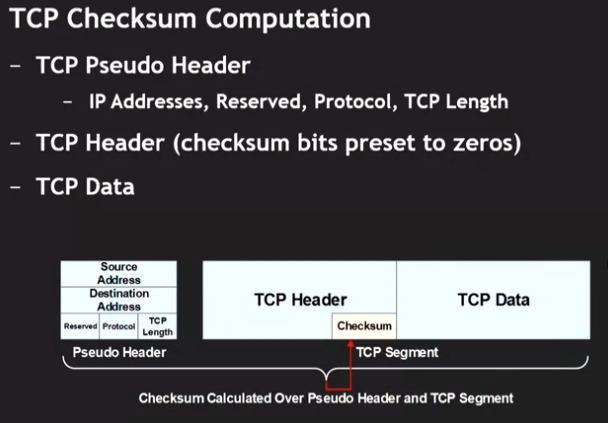 TCP Checksum Computation
– TCP Pseudo Header
– IP Addresses, Reserved, Protocol, TCP Length
– TCP Header (checksum bits preset to zeros)
– TCP Data
Source
Address
Destination
Address
Reserved Protocol TCP
Length
Pseudo Header
TCP Header
Checksum
TCP Data
TCP Segment
Checksum Calculated Over Pseudo Header and TCP Segment